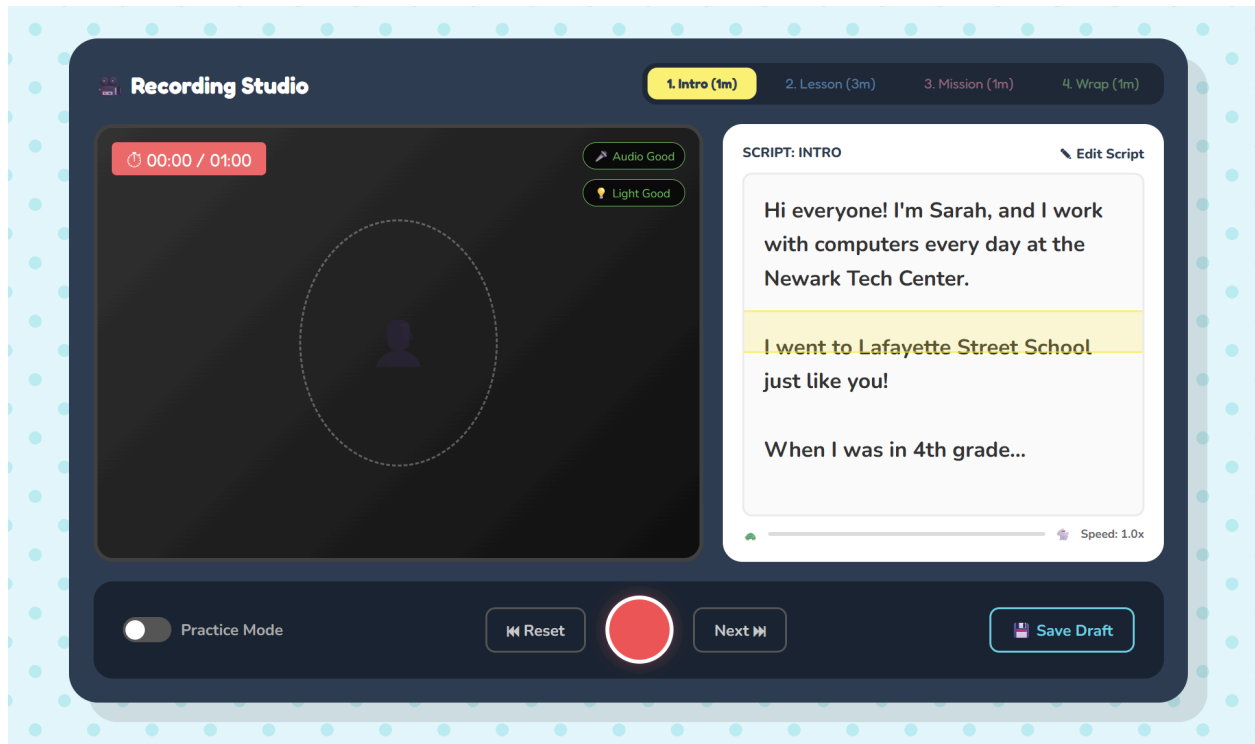 Recording Studio
1. Intro (1m)
2. Lesson (3m)
3. Mission (1m)
4. Wrap (1m)
00:00 / 01:00
Audio Good
Light Good
SCRIPT: INTRO
Edit Script
Hi everyone! I'm Sarah, and I work
with computers every day at the
Newark Tech Center.
I went to Lafayette Street School
just like you!
When I was in 4th grade...
Speed: 1.0x
Practice Mode
Reset
Next
Save Draft